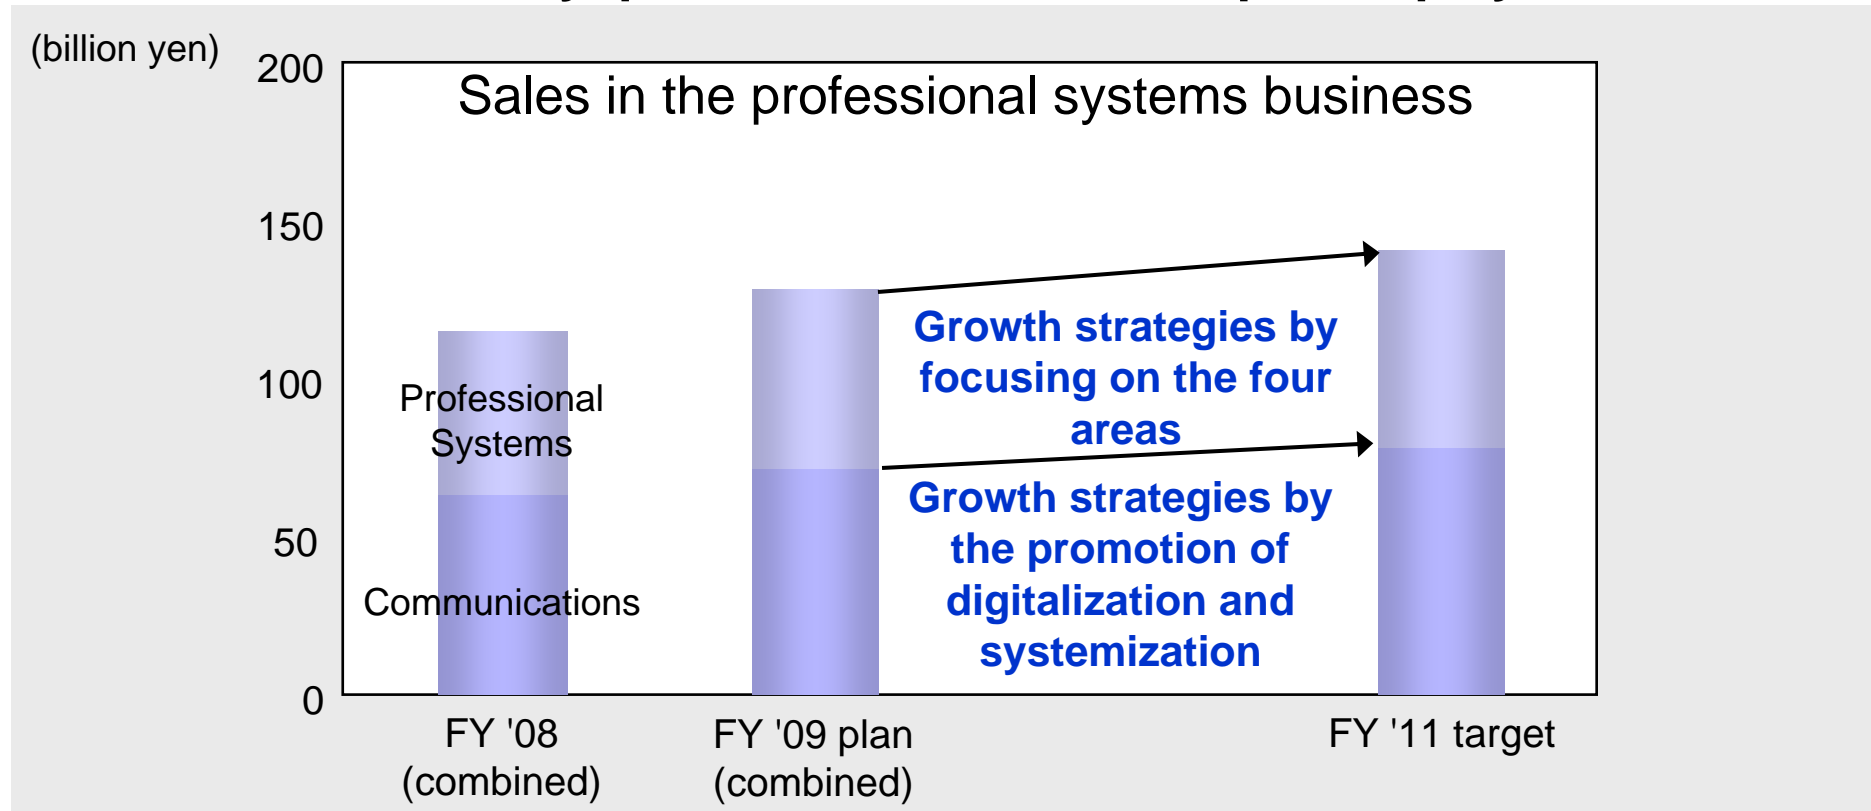 (billion yen)
200
Sales in the professional systems business
150
100
50
0
Professional
Systems
Communications
Growth strategies by
focusing on the four
areas
Growth strategies by
the promotion of
digitalization and
systemization
FY '08
(combined)
FY '09 plan
(combined)
FY '11 target